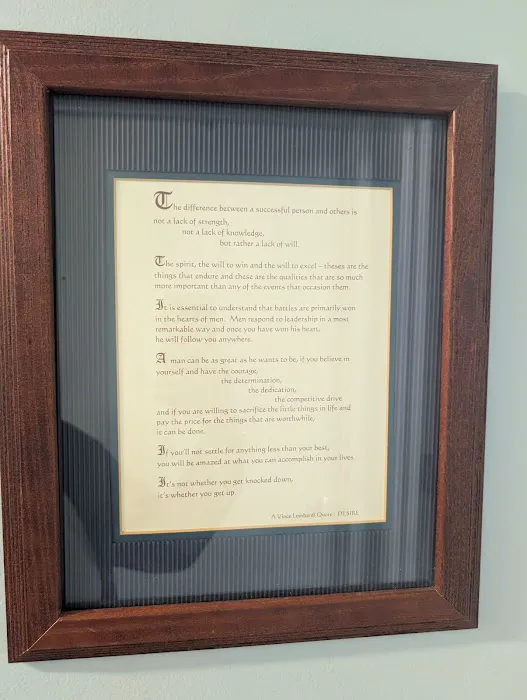 The difference between a successful person and others is
not a lack of strength,
not a lack of knowledge,
but rather a lack of will.
The spirit, the will to win and the will to excel – theses are the
things that endure and these are the qualities that are so much
more important than any of the events that occasion them.
It is essential to understand that battles are primarily won
in the hearts of men. Men respond to leadership in a most
remarkable way and once you have won his heart,
he will follow you anywhere.
A man can be as great as he wants to be, if you believe in
yourself and have the courage,
the determination,
the dedication,
the competitive drive
and if you are willing to sacrifice the little things in life and
pay the price for the things that are worthwhile,
is can be done.
If you'll not settle for anything less than your best,
you will be amazed at what you can accomplish in your lives.
It's not whether you get knocked down,
it's whether you get up.
A Vince Lombardi Quote: DESIRE